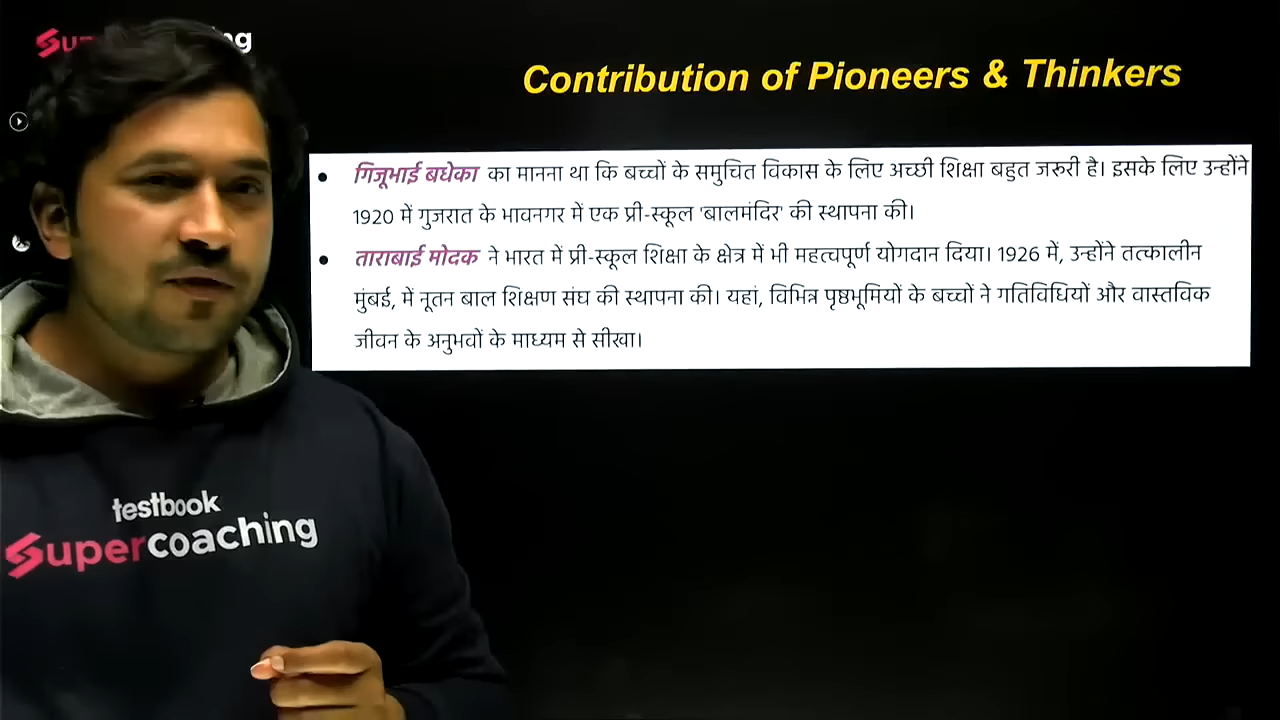 Contribution of Pioneers & Thinkers
गिजूभाई बधेका का मानना था कि बच्चों के समुचित विकास के लिए अच्छी शिक्षा बहुत जरूरी है। इसके लिए उन्होंने
1920 में गुजरात के भावनगर में एक प्री-स्कूल 'बालमंदिर' की स्थापना की।
ताराबाई मोदक ने भारत में प्री-स्कूल शिक्षा के क्षेत्र में भी महत्वपूर्ण योगदान दिया। 1926 में, उन्होंने तत्कालीन
मुंबई, में नूतन बाल शिक्षण संघ की स्थापना की। यहां, विभिन्न पृष्ठभूमियों के बच्चों ने गतिविधियों और वास्तविक
जीवन के अनुभवों के माध्यम से सीखा।
testbook
Supercoaching